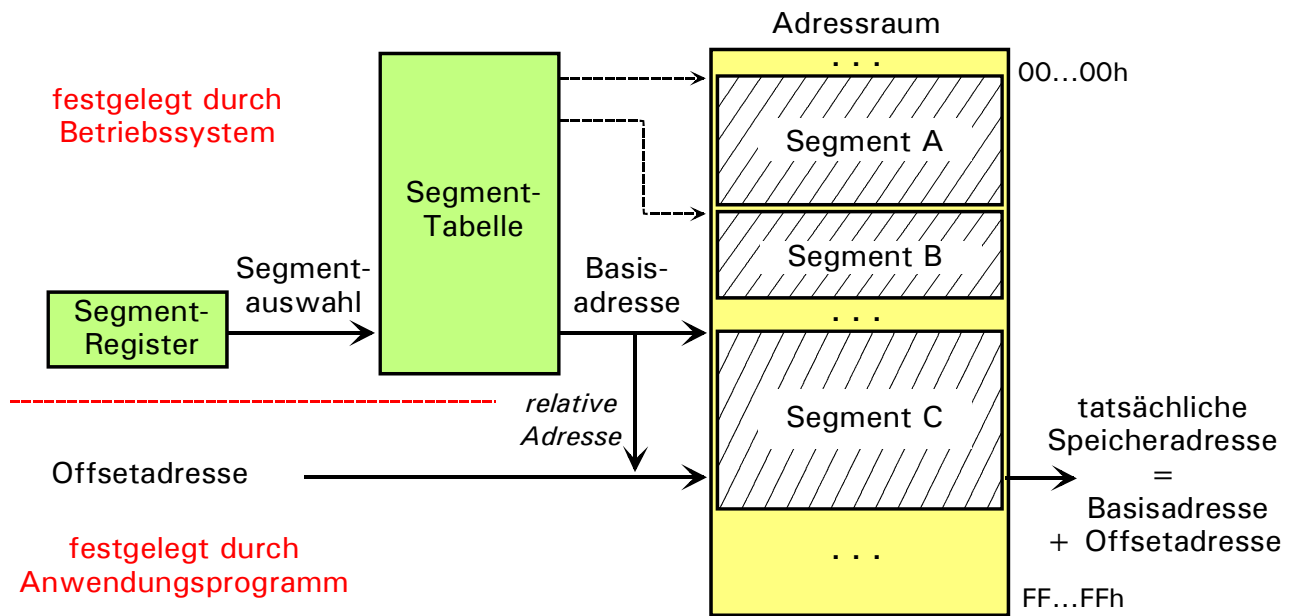 Adressraum
. . .
00...00h
festgelegt durch
Betriebssystem
Segment A
Segment-
Tabelle
Segment-
auswahl
Basis-
adresse
Segment B
Segment-
Register
. . .
relative
Adresse
Segment C
tatsächliche
Speicheradresse
=
Basisadresse
+ Offsetadresse
Offsetadresse
festgelegt durch
Anwendungsprogramm
. . .
FF...FFh